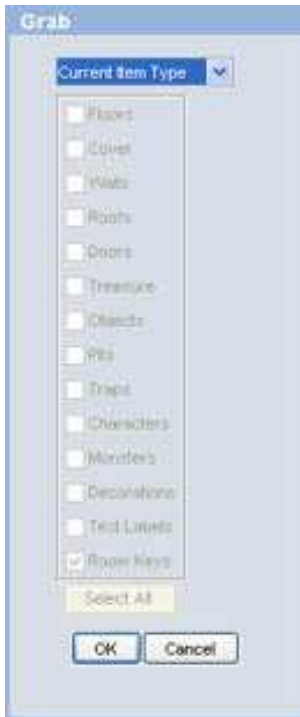 Grab
Current Item Type
Floors
Cover
Walls
Roofs
Doors
Treasure
Objects
Pits
Traps
Characters
Monsters
Decorations
Text Labels
Room Keys
Select All
OK
Cancel